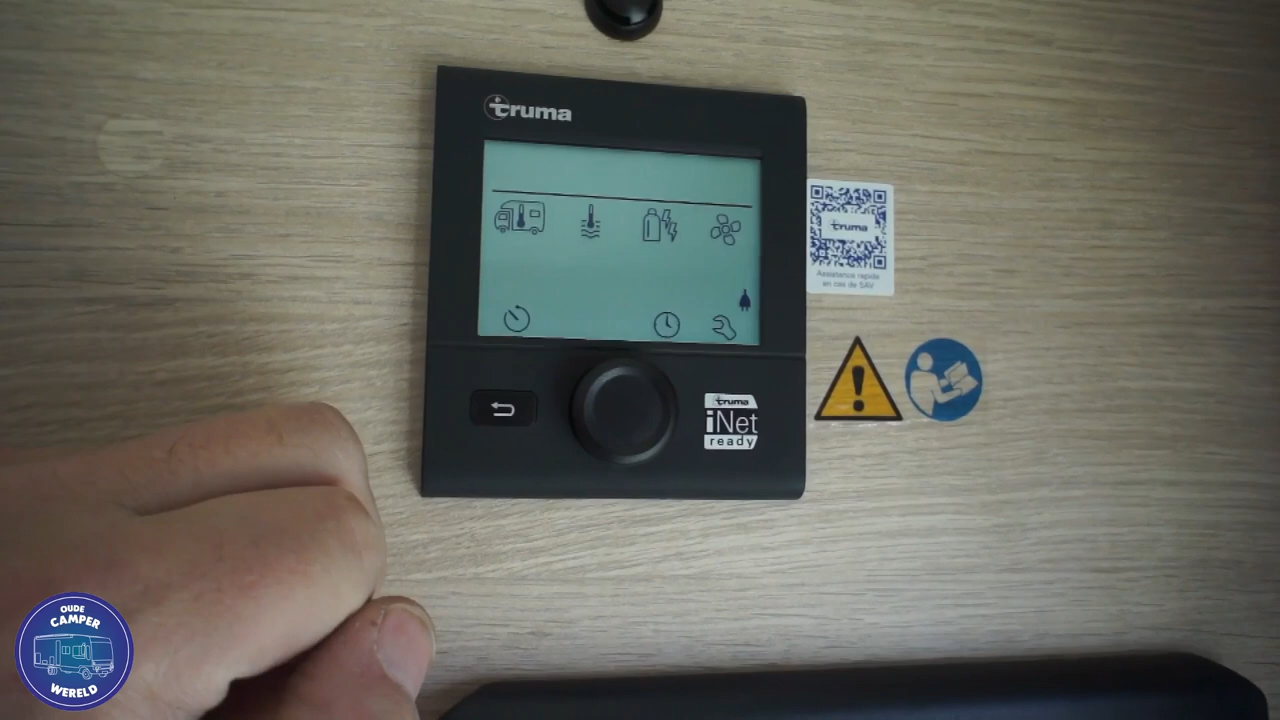 truma
truma
Assistance rapide
en cas de SAV
truma
iNet
ready
OUDE
CAMPER
WERELD